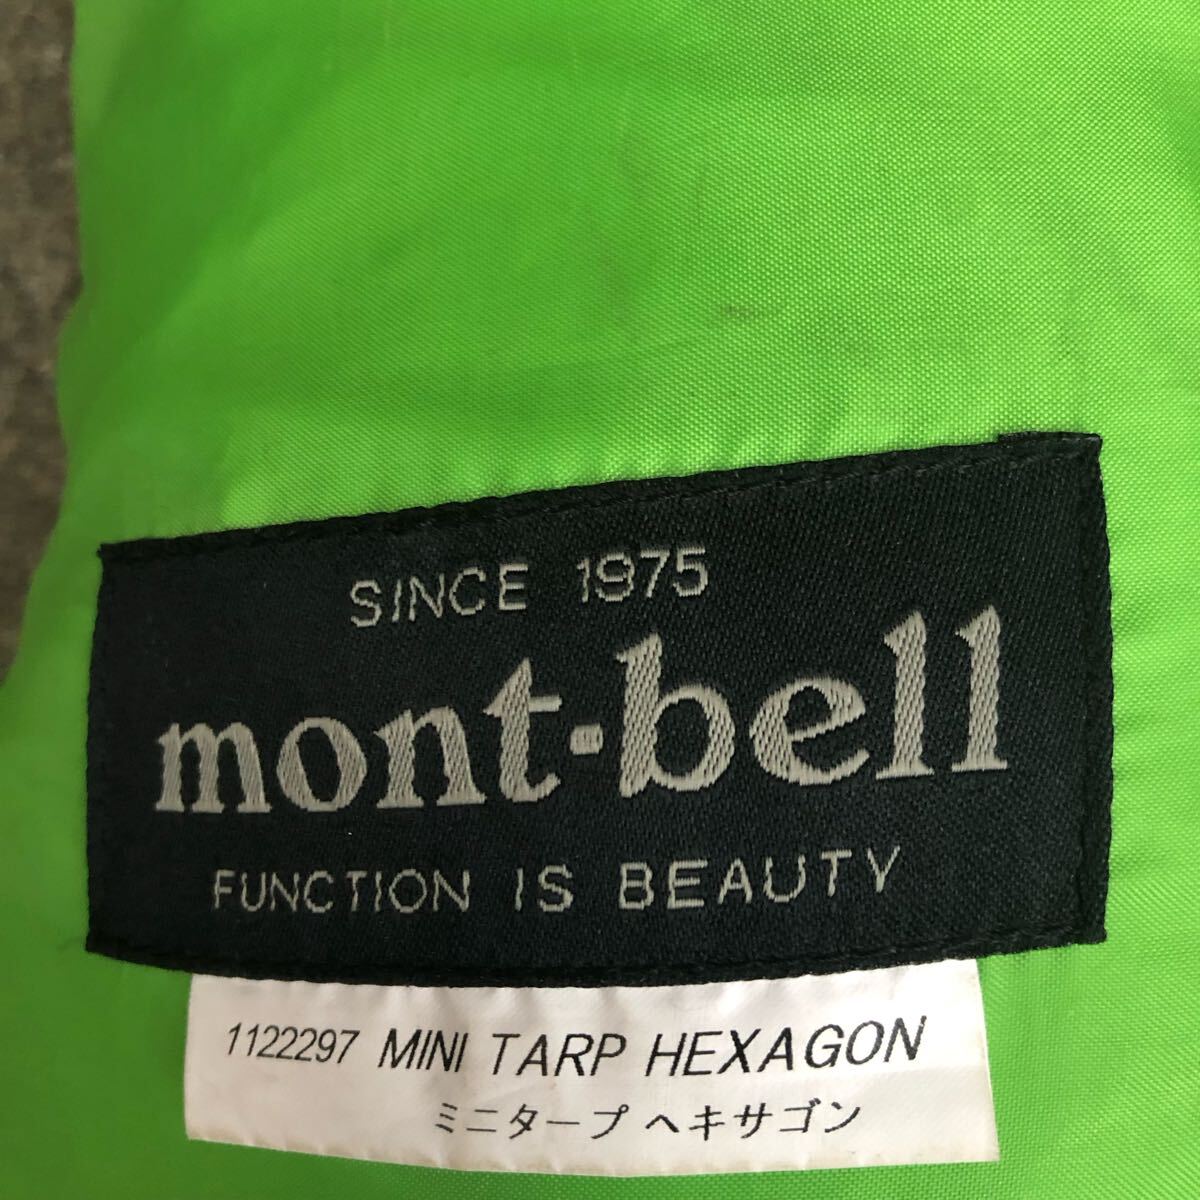 SINCE 1975
mont-bell
FUNCTION IS BEAUTY
1122297 MINI TARP HEXAGON
ミニタープ ヘキサゴン